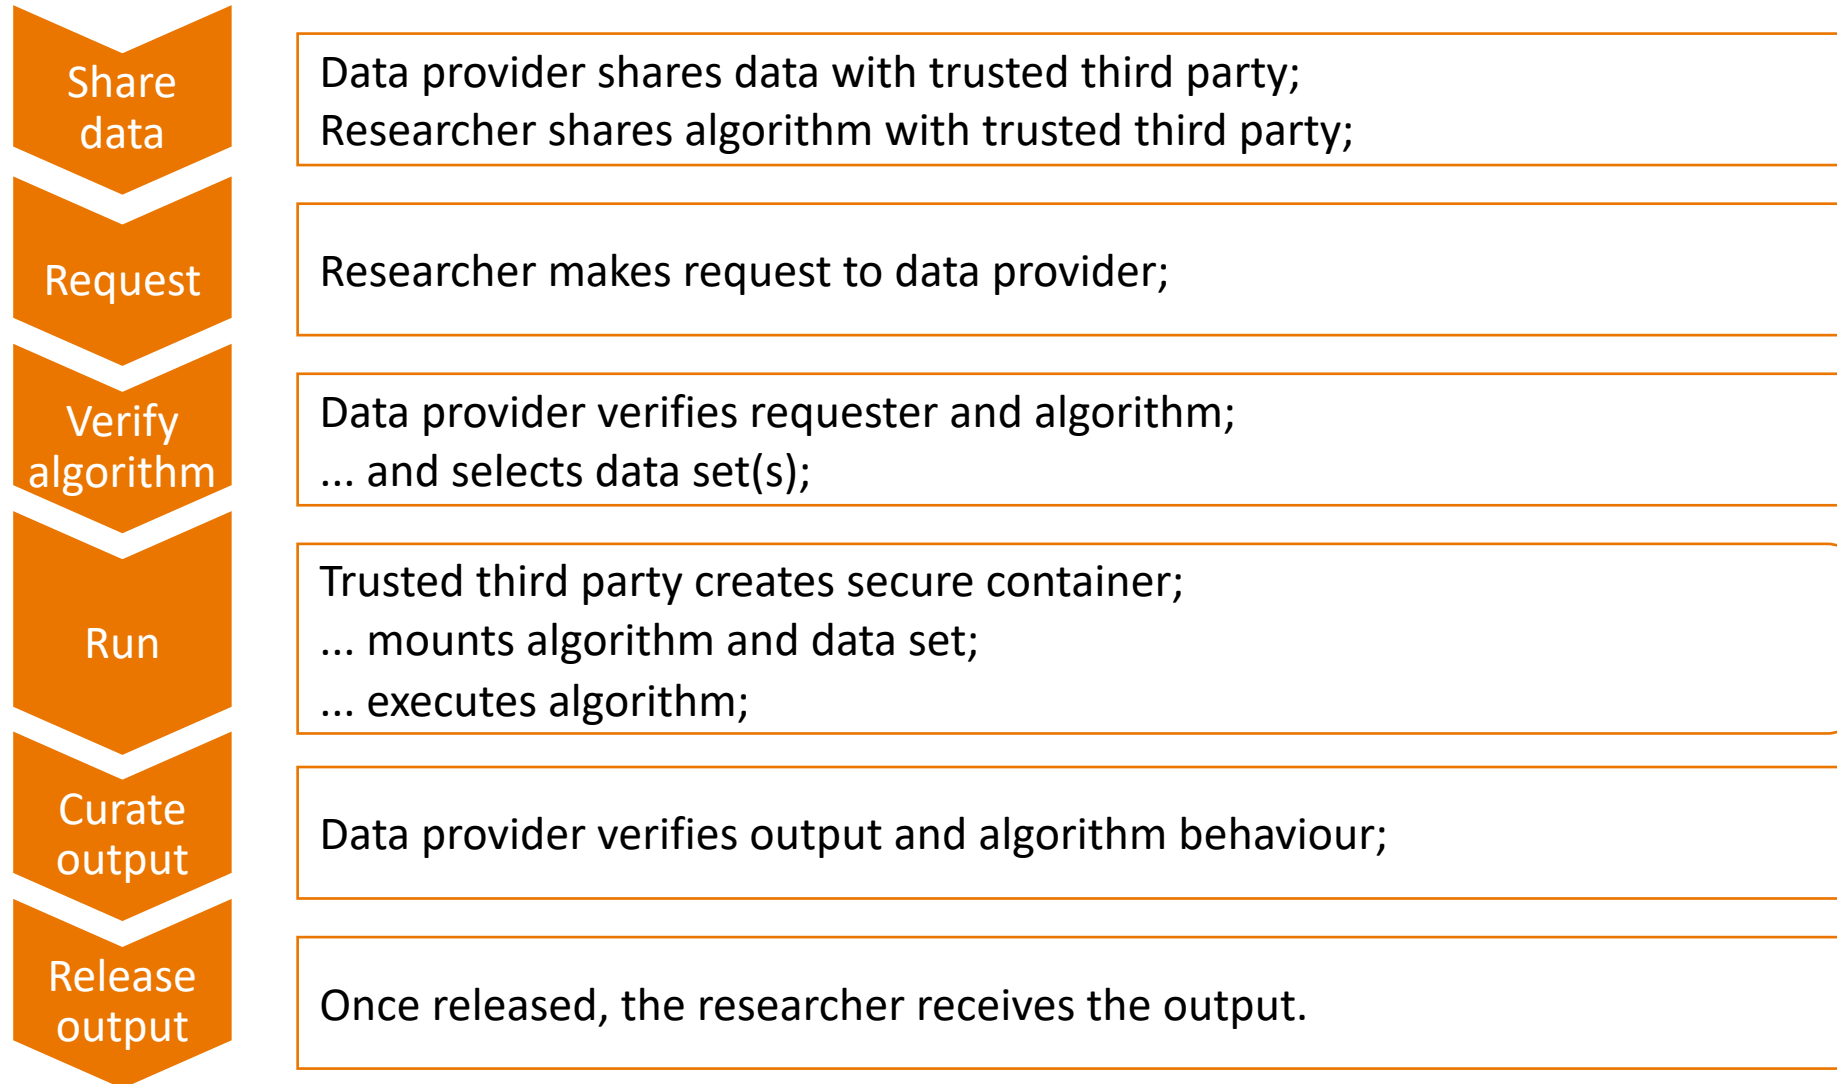 Share
data
Data provider shares data with trusted third party;
Researcher shares algorithm with trusted third party;
Request
Researcher makes request to data provider;
Verify
algorithm
Data provider verifies requester and algorithm;
... and selects data set(s);
Run
Trusted third party creates secure container;
... mounts algorithm and data set;
... executes algorithm;
Curate
output
Data provider verifies output and algorithm behaviour;
Release
output
Once released, the researcher receives the output.